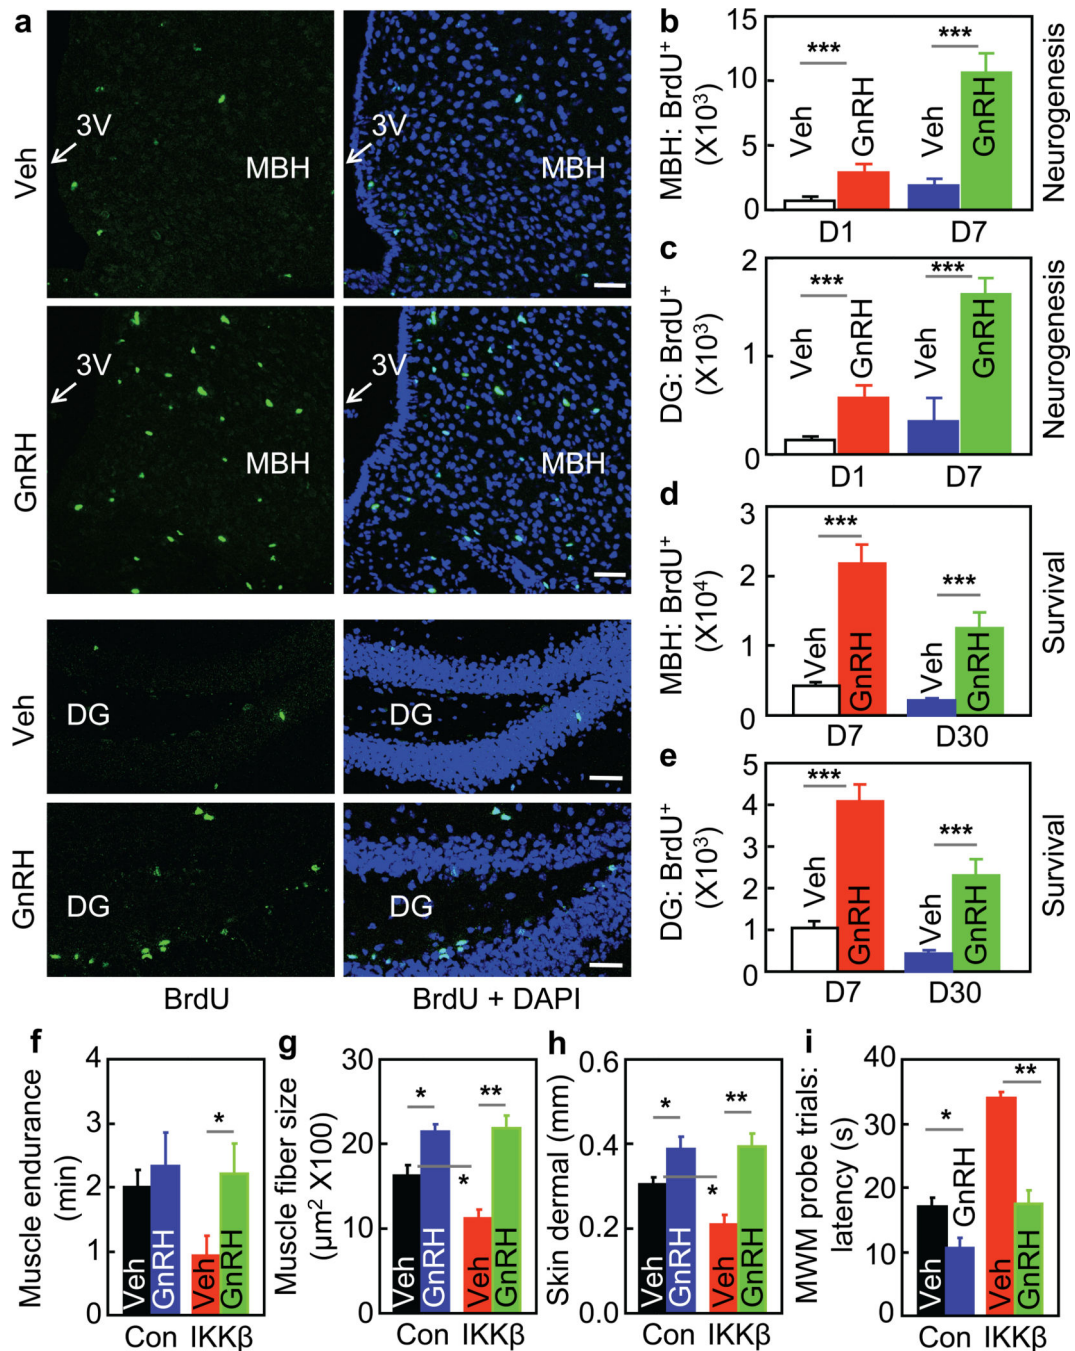 a
Veh
3V
MBH
3V
MBH
GnRH
3V
MBH
3V
MBH
Veh
DG
DG
GnRH
DG
DG
BrdU
BrdU + DAPI
b
MBH: BrdU⁺
(X10³)
15
10
5
0
***
***
Veh
GnRH
Veh
GnRH
D1
D7
Neurogenesis
c
DG: BrdU⁺
(X10³)
2
1
0
***
***
Veh
GnRH
Veh
GnRH
D1
D7
Neurogenesis
d
MBH: BrdU⁺
(X10⁴)
3
2
1
0
***
***
Veh
GnRH
Veh
GnRH
D7
D30
Survival
e
DG: BrdU⁺
(X10³)
5
4
3
2
1
0
***
***
Veh
GnRH
Veh
GnRH
D7
D30
Survival
f
Muscle endurance
(min)
4
3
2
1
0
*
Veh
GnRH
Veh
GnRH
Con
IKKβ
g
Muscle fiber size
(µm² X100)
30
20
10
0
*
**
*
Veh
GnRH
Veh
GnRH
Con
IKKβ
h
Skin dermal (mm)
0.6
0.4
0.2
0.0
*
**
*
Veh
GnRH
Veh
GnRH
Con
IKKβ
i
MWM probe trials:
latency (s)
40
30
20
10
0
*
**
Veh
GnRH
Veh
GnRH
Con
IKKβ